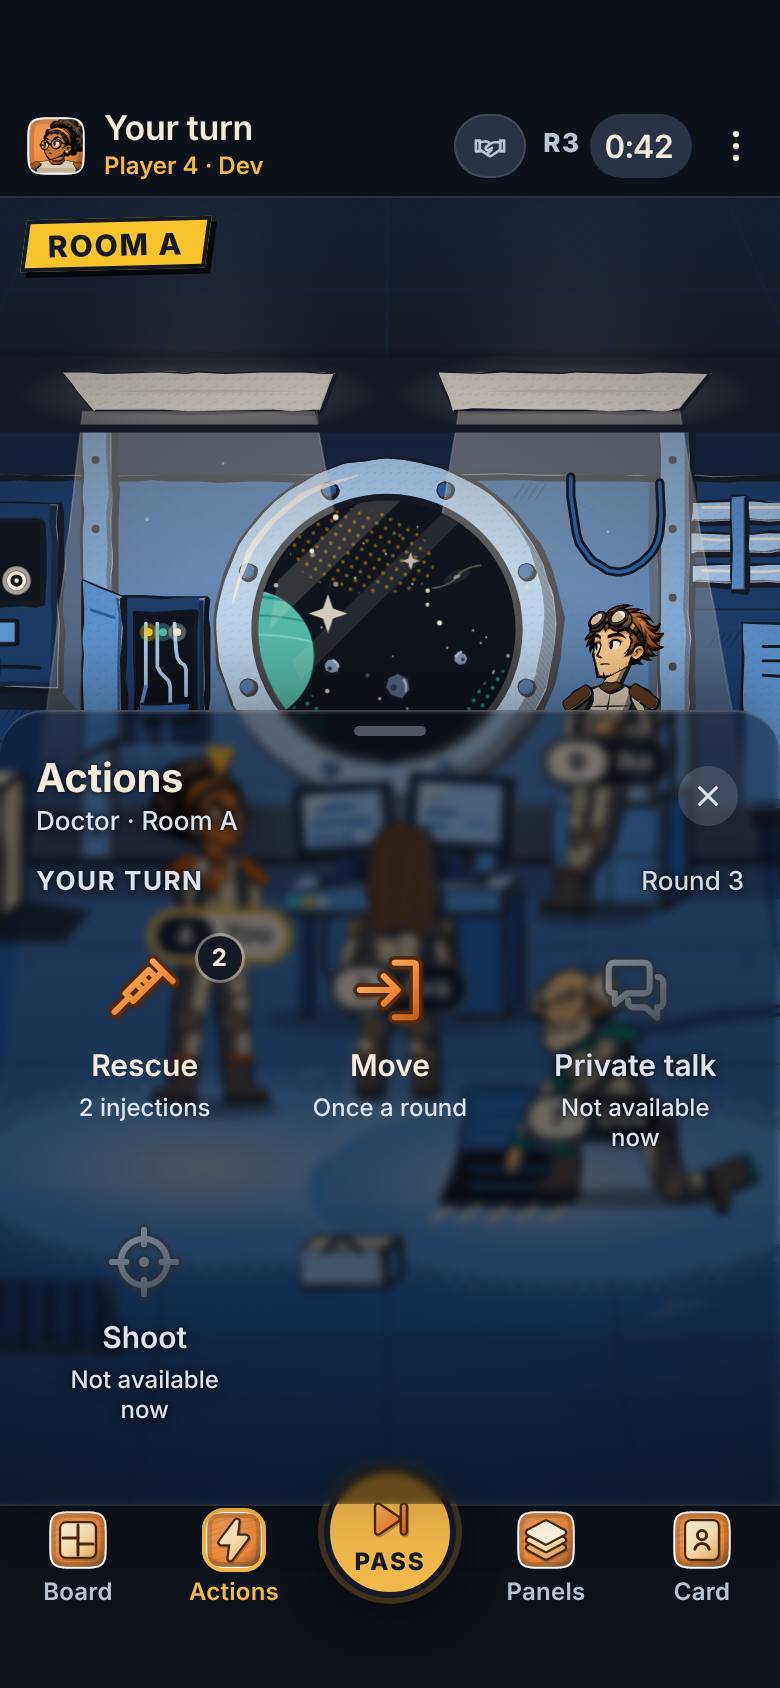 Your turn
Player 4 · Dev
R3
0:42
ROOM A
Actions
Doctor · Room A
YOUR TURN
Round 3
2
Rescue
2 injections
Move
Once a round
Private talk
Not available
now
Shoot
Not available
now
Board
Actions
PASS
Panels
Card